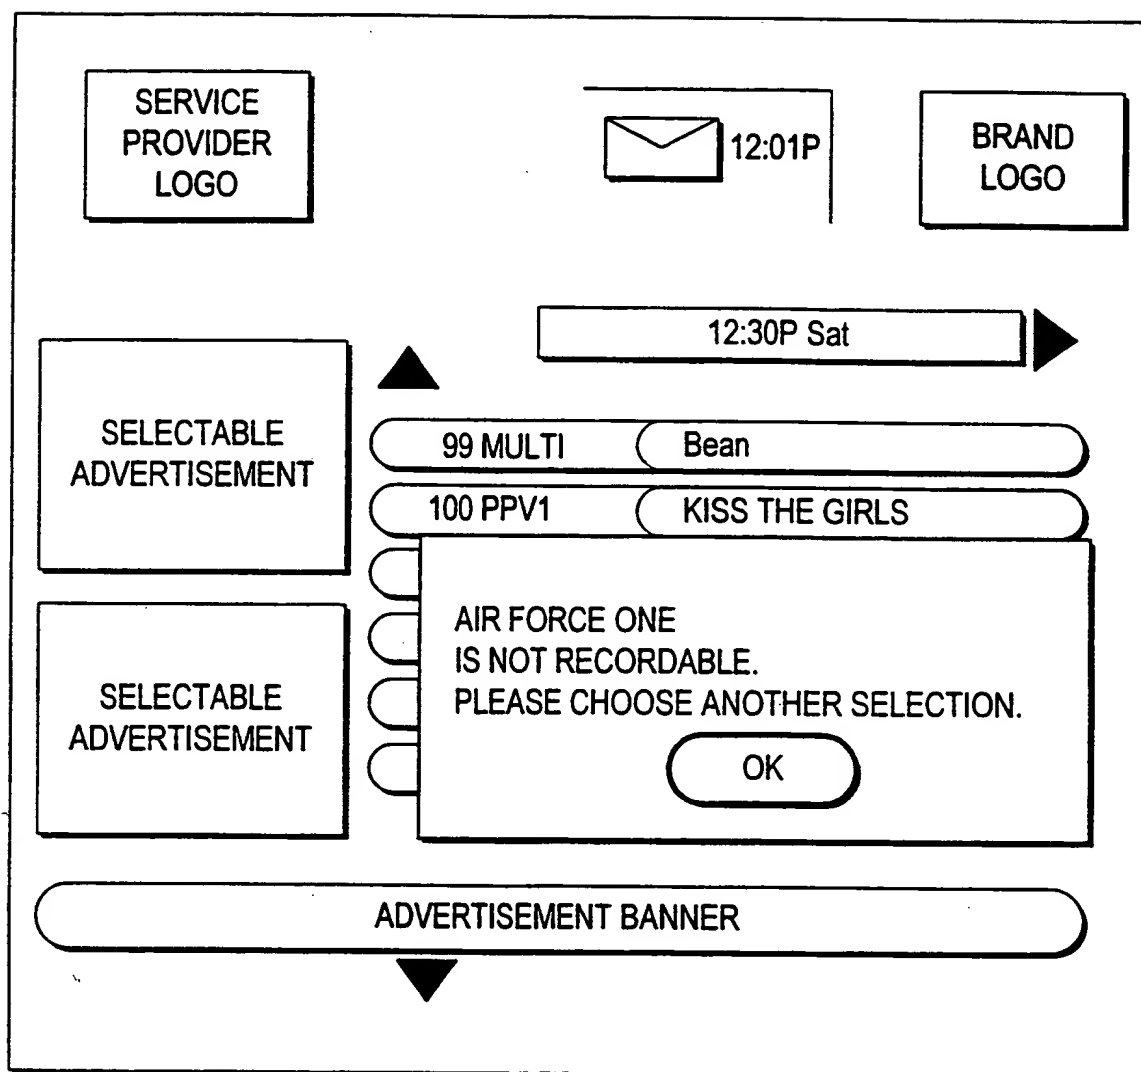 SERVICE
PROVIDER
LOGO
12:01P
BRAND
LOGO
12:30P Sat
SELECTABLE
ADVERTISEMENT
99 MULTI Bean
100 PPV1 KISS THE GIRLS
AIR FORCE ONE
IS NOT RECORDABLE.
PLEASE CHOOSE ANOTHER SELECTION.
OK
SELECTABLE
ADVERTISEMENT
ADVERTISEMENT BANNER